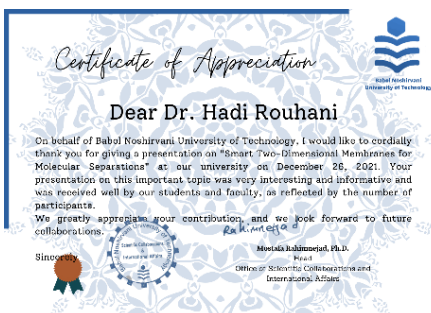 Certificate of Appreciation
Babol Noshirvani
University of Technology
Dear Dr. Hadi Rouhani
On behalf of Babol Noshirvani University of Technology, I would like to cordially
thank you for giving a presentation on "Smart Two-Dimensional Membranes for
Molecular Separations" at our university on December 26, 2021. Your
presentation on this important topic was very interesting and informative and
was received well by our students and faculty, as reflected by the number of
participants.
We greatly appreciate your contribution, and we look forward to future
collaborations.
Rahimnejad
Sincerely
Mostafa Rahimnejad, Ph.D.
Head
Office of Scientific Collaborations and
International Affairs